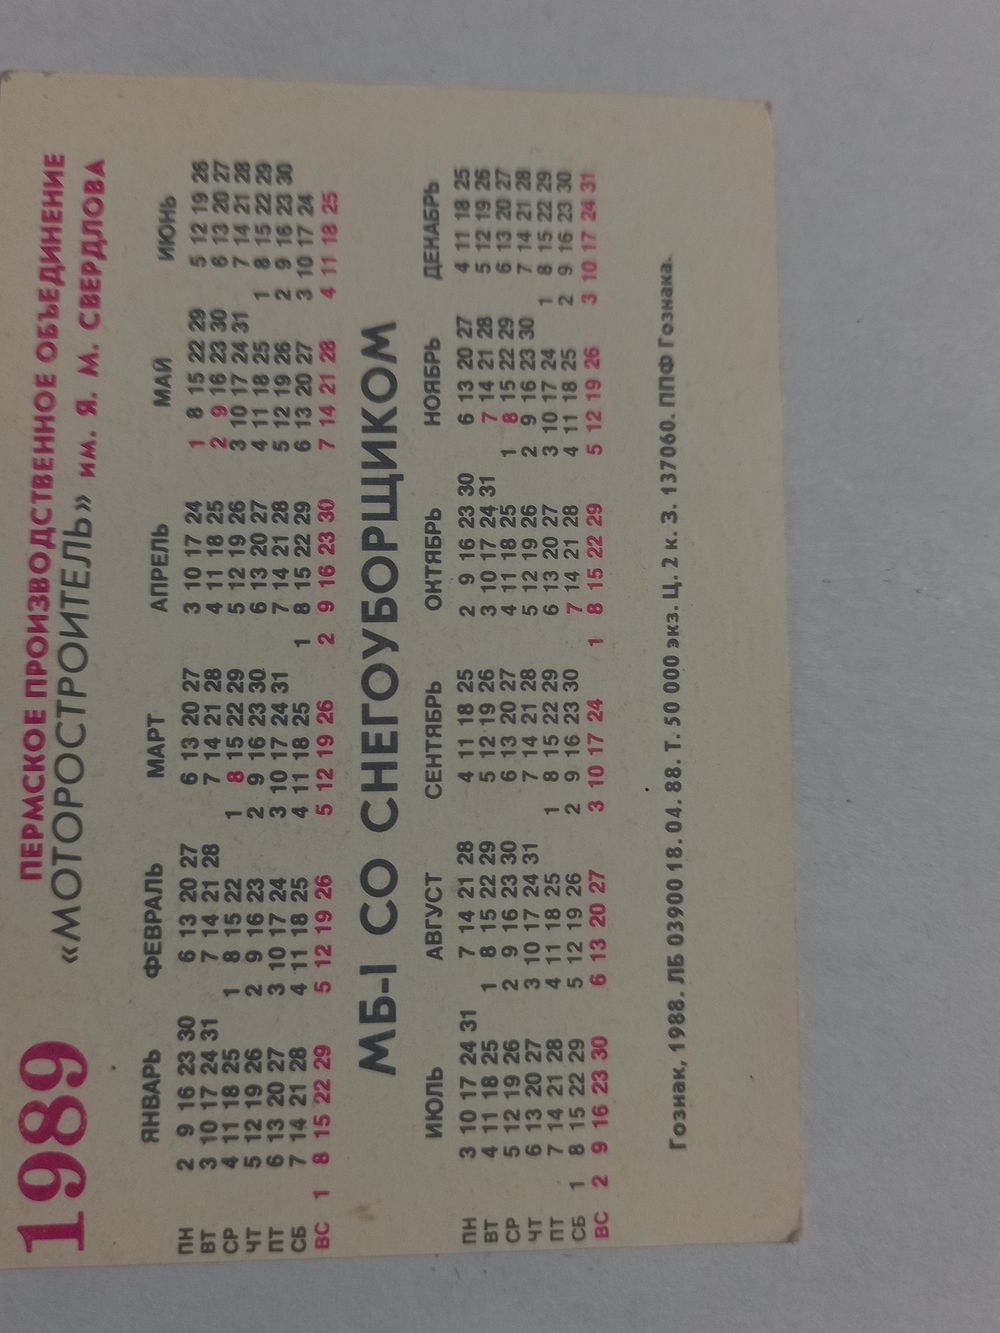 1989 ПЕРМСКОЕ ПРОИЗВОДСТВЕННОЕ ОБЪЕДИНЕНИЕ
«МОТОРОСТРОИТЕЛЬ» им. Я. М. СВЕРДЛОВА
ЯНВАРЬ ФЕВРАЛЬ МАРТ АПРЕЛЬ МАЙ ИЮНЬ
ПН 2 9 16 23 30 6 13 20 27 6 13 20 27 3 10 17 24 1 8 15 22 29 5 12 19 26
ВТ 3 10 17 24 31 7 14 21 28 7 14 21 28 4 11 18 25 2 9 16 23 30 6 13 20 27
СР 4 11 18 25 1 8 15 22 1 8 15 22 29 5 12 19 26 3 10 17 24 31 7 14 21 28
ЧТ 5 12 19 26 2 9 16 23 2 9 16 23 30 6 13 20 27 4 11 18 25 1 8 15 22 29
ПТ 6 13 20 27 3 10 17 24 3 10 17 24 31 7 14 21 28 5 12 19 26 2 9 16 23 30
СБ 7 14 21 28 4 11 18 25 4 11 18 25 1 8 15 22 29 6 13 20 27 3 10 17 24
ВС 1 8 15 22 29 5 12 19 26 5 12 19 26 2 9 16 23 30 7 14 21 28 4 11 18 25
МБ-1 СО СНЕГОУБОРЩИКОМ
ИЮЛЬ АВГУСТ СЕНТЯБРЬ ОКТЯБРЬ НОЯБРЬ ДЕКАБРЬ
ПН 3 10 17 24 31 7 14 21 28 4 11 18 25 2 9 16 23 30 6 13 20 27 4 11 18 25
ВТ 4 11 18 25 1 8 15 22 29 5 12 19 26 3 10 17 24 31 7 14 21 28 5 12 19 26
СР 5 12 19 26 2 9 16 23 30 6 13 20 27 4 11 18 25 1 8 15 22 29 6 13 20 27
ЧТ 6 13 20 27 3 10 17 24 31 7 14 21 28 5 12 19 26 2 9 16 23 30 7 14 21 28
ПТ 7 14 21 28 4 11 18 25 1 8 15 22 29 6 13 20 27 3 10 17 24 1 8 15 22 29
СБ 1 8 15 22 29 5 12 19 26 2 9 16 23 30 7 14 21 28 4 11 18 25 2 9 16 23 30
ВС 2 9 16 23 30 6 13 20 27 3 10 17 24 1 8 15 22 29 5 12 19 26 3 10 17 24 31
Гознак, 1988. ЛБ 03900 18.04.88. Т. 50 000 экз. Ц. 2 к. З. 137060. ППФ Гознака.